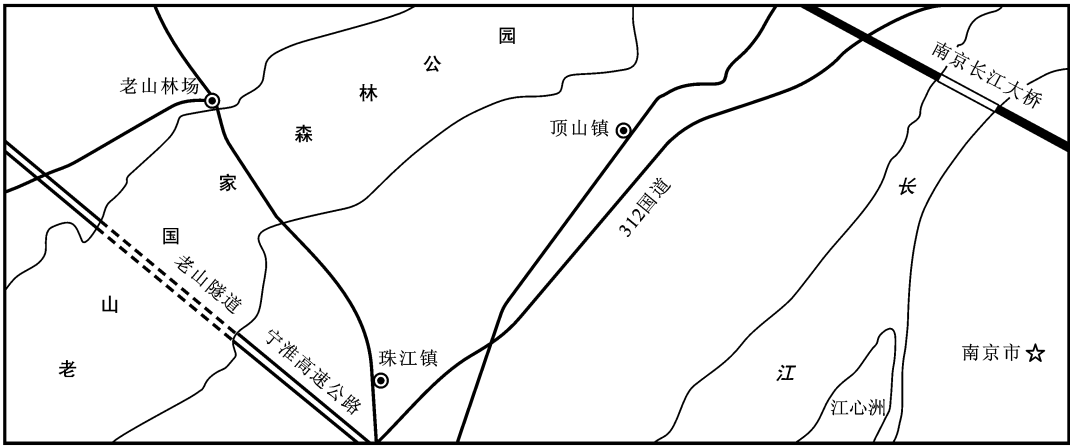 老山国家森林公园
南京长江大桥
老山林场
顶山镇
312国道
长江
老山隧道
宁淮高速公路
珠江镇
南京市
江心洲